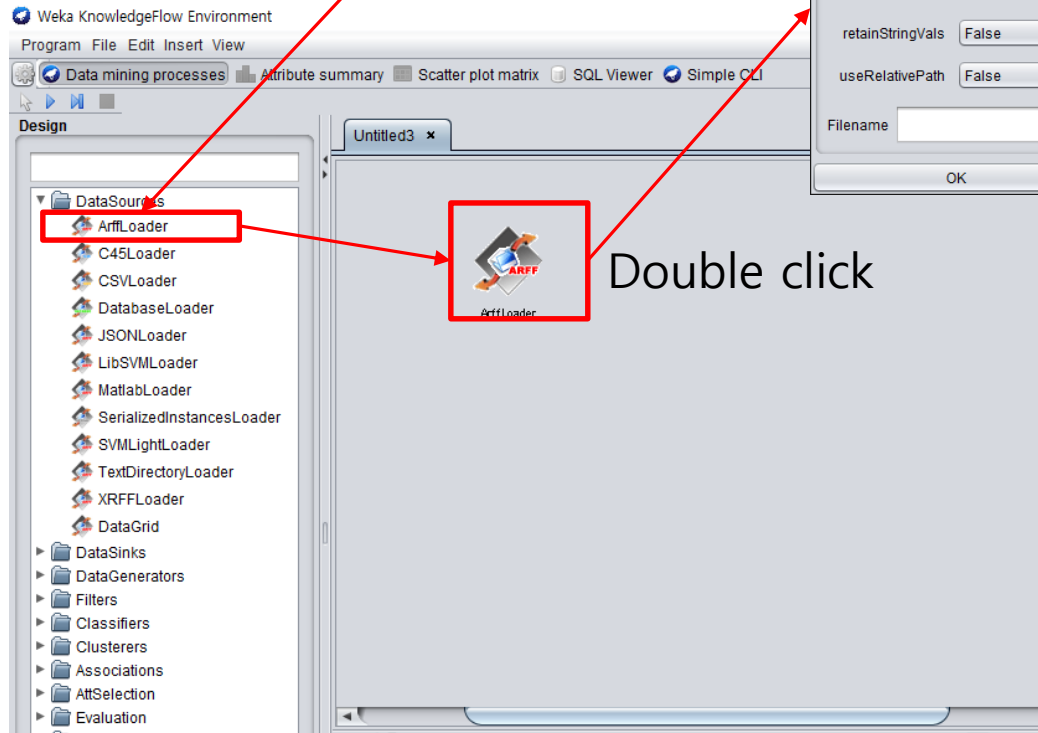 Weka KnowledgeFlow Environment
Program File Edit Insert View
Data mining processes Attribute summary Scatter plot matrix SQL Viewer Simple CLI
Design
Untitled3
retainStringVals False
useRelativePath False
Filename
OK
DataSources
ArffLoader
C45Loader
CSVLoader
DatabaseLoader
JSONLoader
LibSVMLoader
MatlabLoader
SerializedInstancesLoader
SVMLightLoader
TextDirectoryLoader
XRFFLoader
DataGrid
DataSinks
DataGenerators
Filters
Classifiers
Clusterers
Associations
AttSelection
Evaluation
ARFF
ArffLoader
Double click